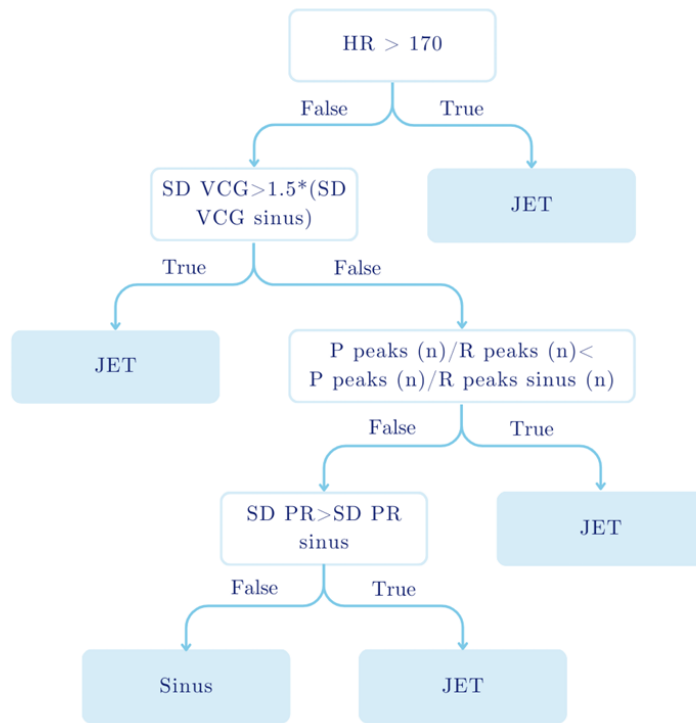 HR > 170
False
True
SD VCG>1.5*(SD
VCG sinus)
JET
True
False
JET
P peaks (n)/R peaks (n)<
P peaks (n)/R peaks sinus (n)
False
True
SD PR>SD PR
sinus
JET
False
True
Sinus
JET